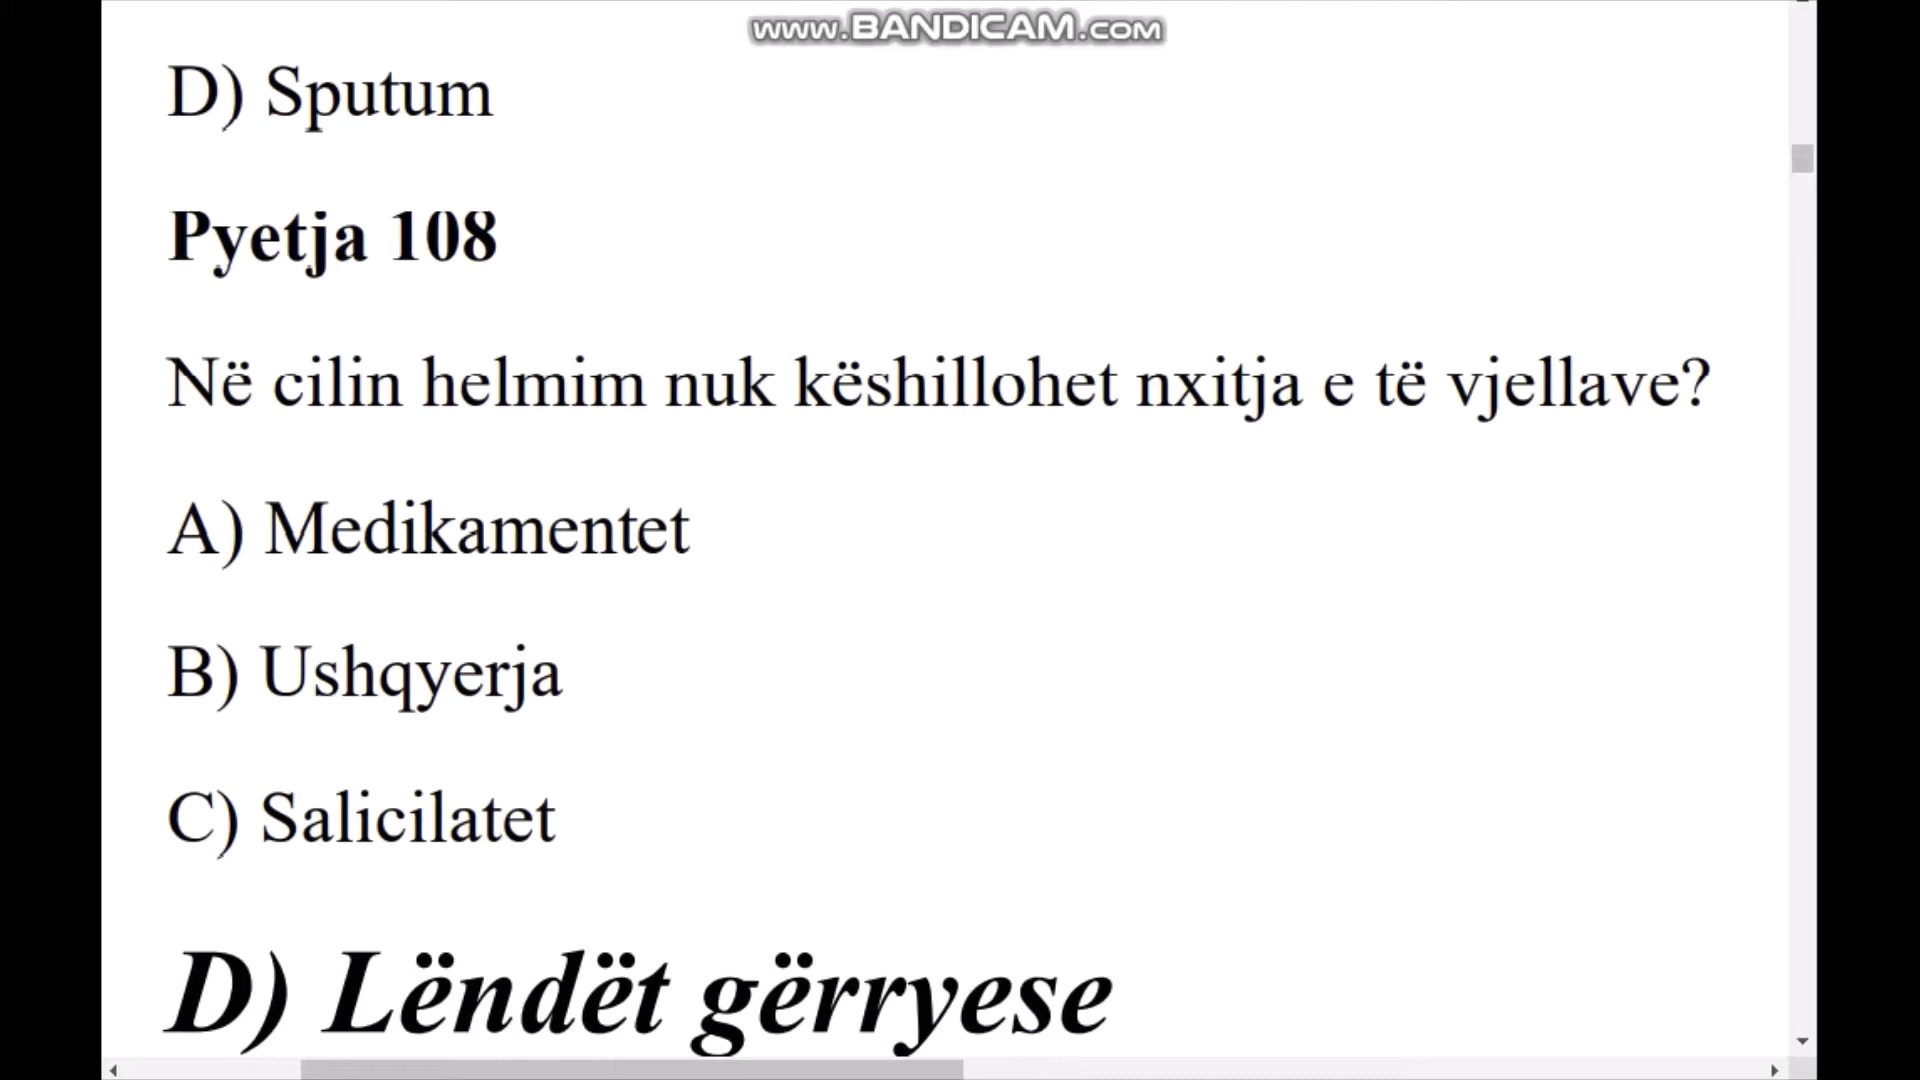 www.BANDICAM.com
D) Sputum
Pyetja 108
Në cilin helmim nuk këshillohet nxitja e të vjellave?
A) Medikamentet
B) Ushqyerja
C) Salicilatet
D) Lëndët gërryese